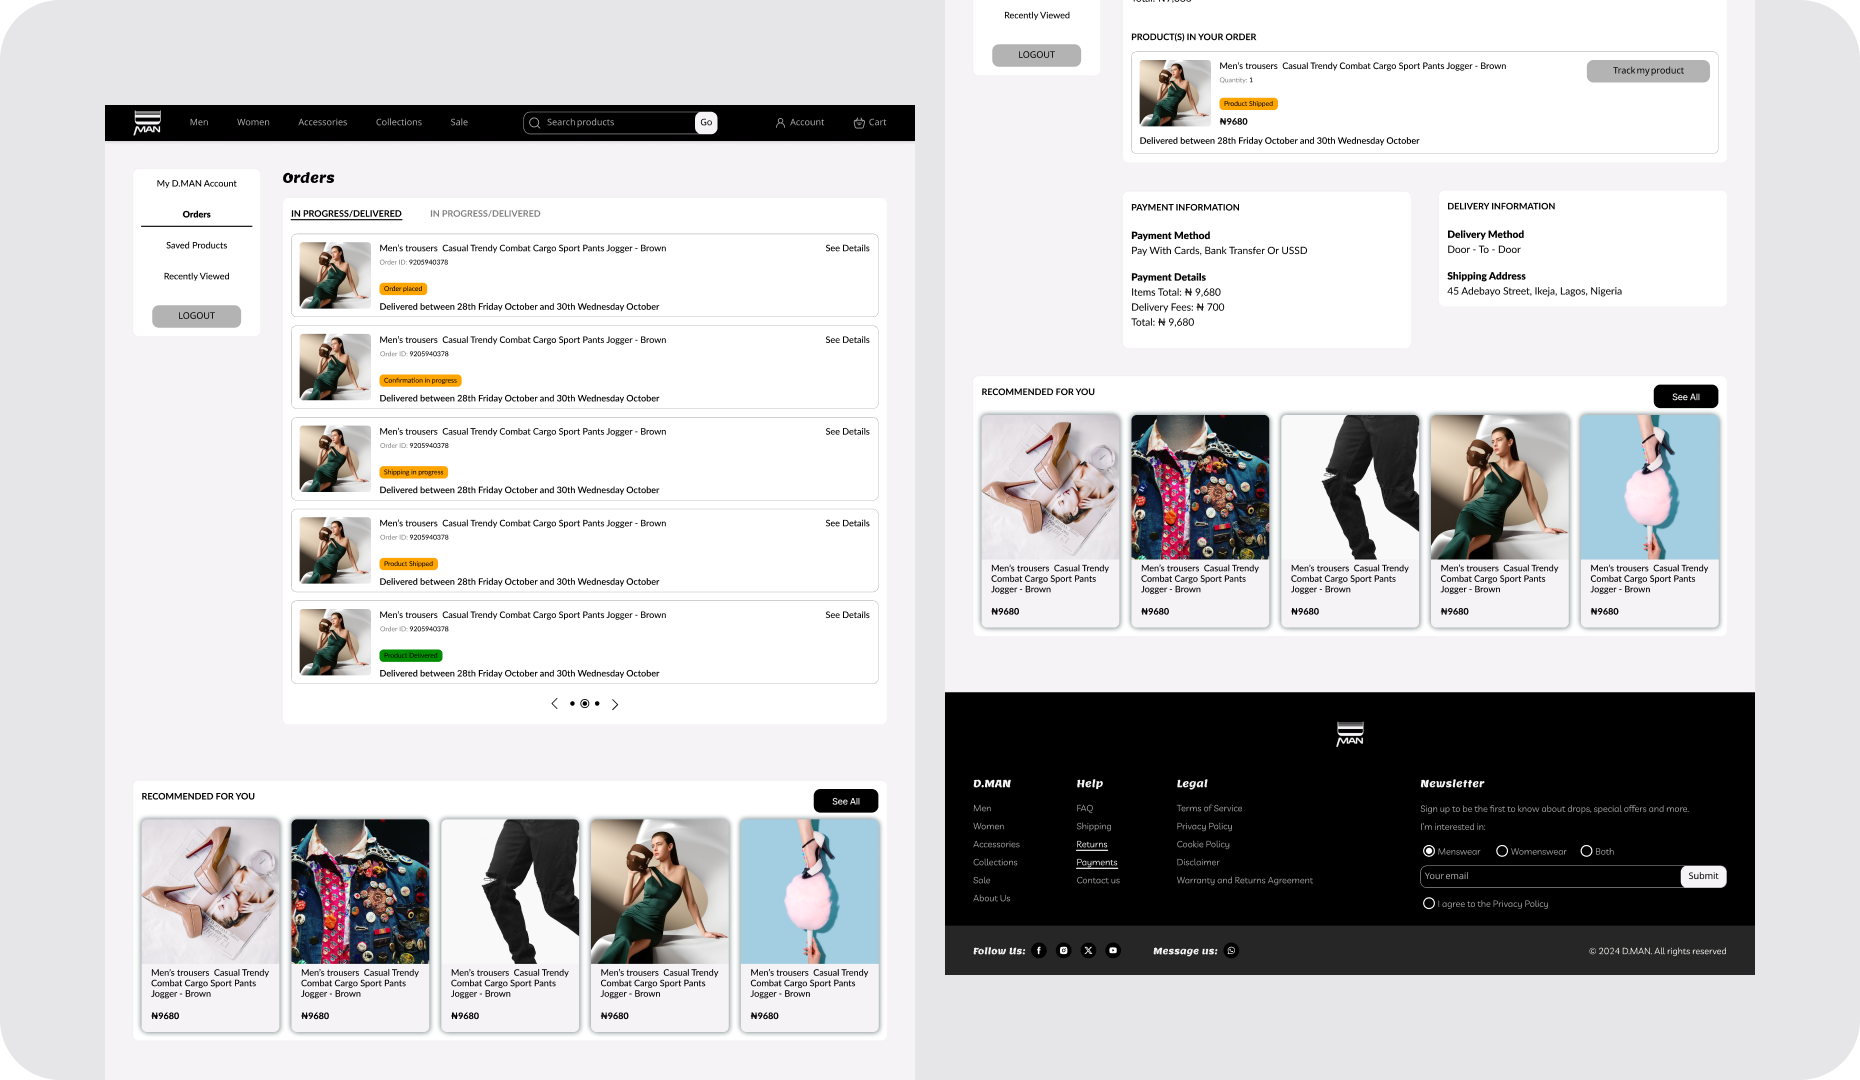 MAN
Men
Women
Accessories
Collections
Sale
Search products
Go
Account
Cart
My D.MAN Account
Orders
Saved Products
Recently Viewed
LOGOUT
Orders
IN PROGRESS/DELIVERED
IN PROGRESS/DELIVERED
Men's trousers Casual Trendy Combat Cargo Sport Pants Jogger - Brown
See Details
Order ID: 9205940378
Order placed
Delivered between 28th Friday October and 30th Wednesday October
Men's trousers Casual Trendy Combat Cargo Sport Pants Jogger - Brown
See Details
Order ID: 9205940378
Confirmation in progress
Delivered between 28th Friday October and 30th Wednesday October
Men's trousers Casual Trendy Combat Cargo Sport Pants Jogger - Brown
See Details
Order ID: 9205940378
Shipping in progress
Delivered between 28th Friday October and 30th Wednesday October
Men's trousers Casual Trendy Combat Cargo Sport Pants Jogger - Brown
See Details
Order ID: 9205940378
Product Shipped
Delivered between 28th Friday October and 30th Wednesday October
Men's trousers Casual Trendy Combat Cargo Sport Pants Jogger - Brown
See Details
Order ID: 9205940378
Product Delivered
Delivered between 28th Friday October and 30th Wednesday October
RECOMMENDED FOR YOU
See All
Men's trousers Casual Trendy
Combat Cargo Sport Pants
Jogger - Brown
₦9680
Men's trousers Casual Trendy
Combat Cargo Sport Pants
Jogger - Brown
₦9680
Men's trousers Casual Trendy
Combat Cargo Sport Pants
Jogger - Brown
₦9680
Men's trousers Casual Trendy
Combat Cargo Sport Pants
Jogger - Brown
₦9680
Men's trousers Casual Trendy
Combat Cargo Sport Pants
Jogger - Brown
₦9680
Recently Viewed
LOGOUT
PRODUCT(S) IN YOUR ORDER
Men's trousers Casual Trendy Combat Cargo Sport Pants Jogger - Brown
Track my product
Quantity: 1
Product Shipped
₦9680
Delivered between 28th Friday October and 30th Wednesday October
PAYMENT INFORMATION
Payment Method
Pay With Cards, Bank Transfer Or USSD
Payment Details
Items Total: ₦ 9,680
Delivery Fees: ₦ 700
Total: ₦ 9,680
DELIVERY INFORMATION
Delivery Method
Door - To - Door
Shipping Address
45 Adebayo Street, Ikeja, Lagos, Nigeria
RECOMMENDED FOR YOU
See All
Men's trousers Casual Trendy
Combat Cargo Sport Pants
Jogger - Brown
₦9680
Men's trousers Casual Trendy
Combat Cargo Sport Pants
Jogger - Brown
₦9680
Men's trousers Casual Trendy
Combat Cargo Sport Pants
Jogger - Brown
₦9680
Men's trousers Casual Trendy
Combat Cargo Sport Pants
Jogger - Brown
₦9680
Men's trousers Casual Trendy
Combat Cargo Sport Pants
Jogger - Brown
₦9680
MAN
D.MAN
Men
Women
Accessories
Collections
Sale
About Us
Help
FAQ
Shipping
Returns
Payments
Contact us
Legal
Terms of Service
Privacy Policy
Cookie Policy
Disclaimer
Warranty and Returns Agreement
Newsletter
Sign up to be the first to know about drops, special offers and more.
I'm interested in:
Menswear
Womenswear
Both
Your email
Submit
I agree to the Privacy Policy
Follow Us:
Message us:
© 2024 D.MAN. All rights reserved